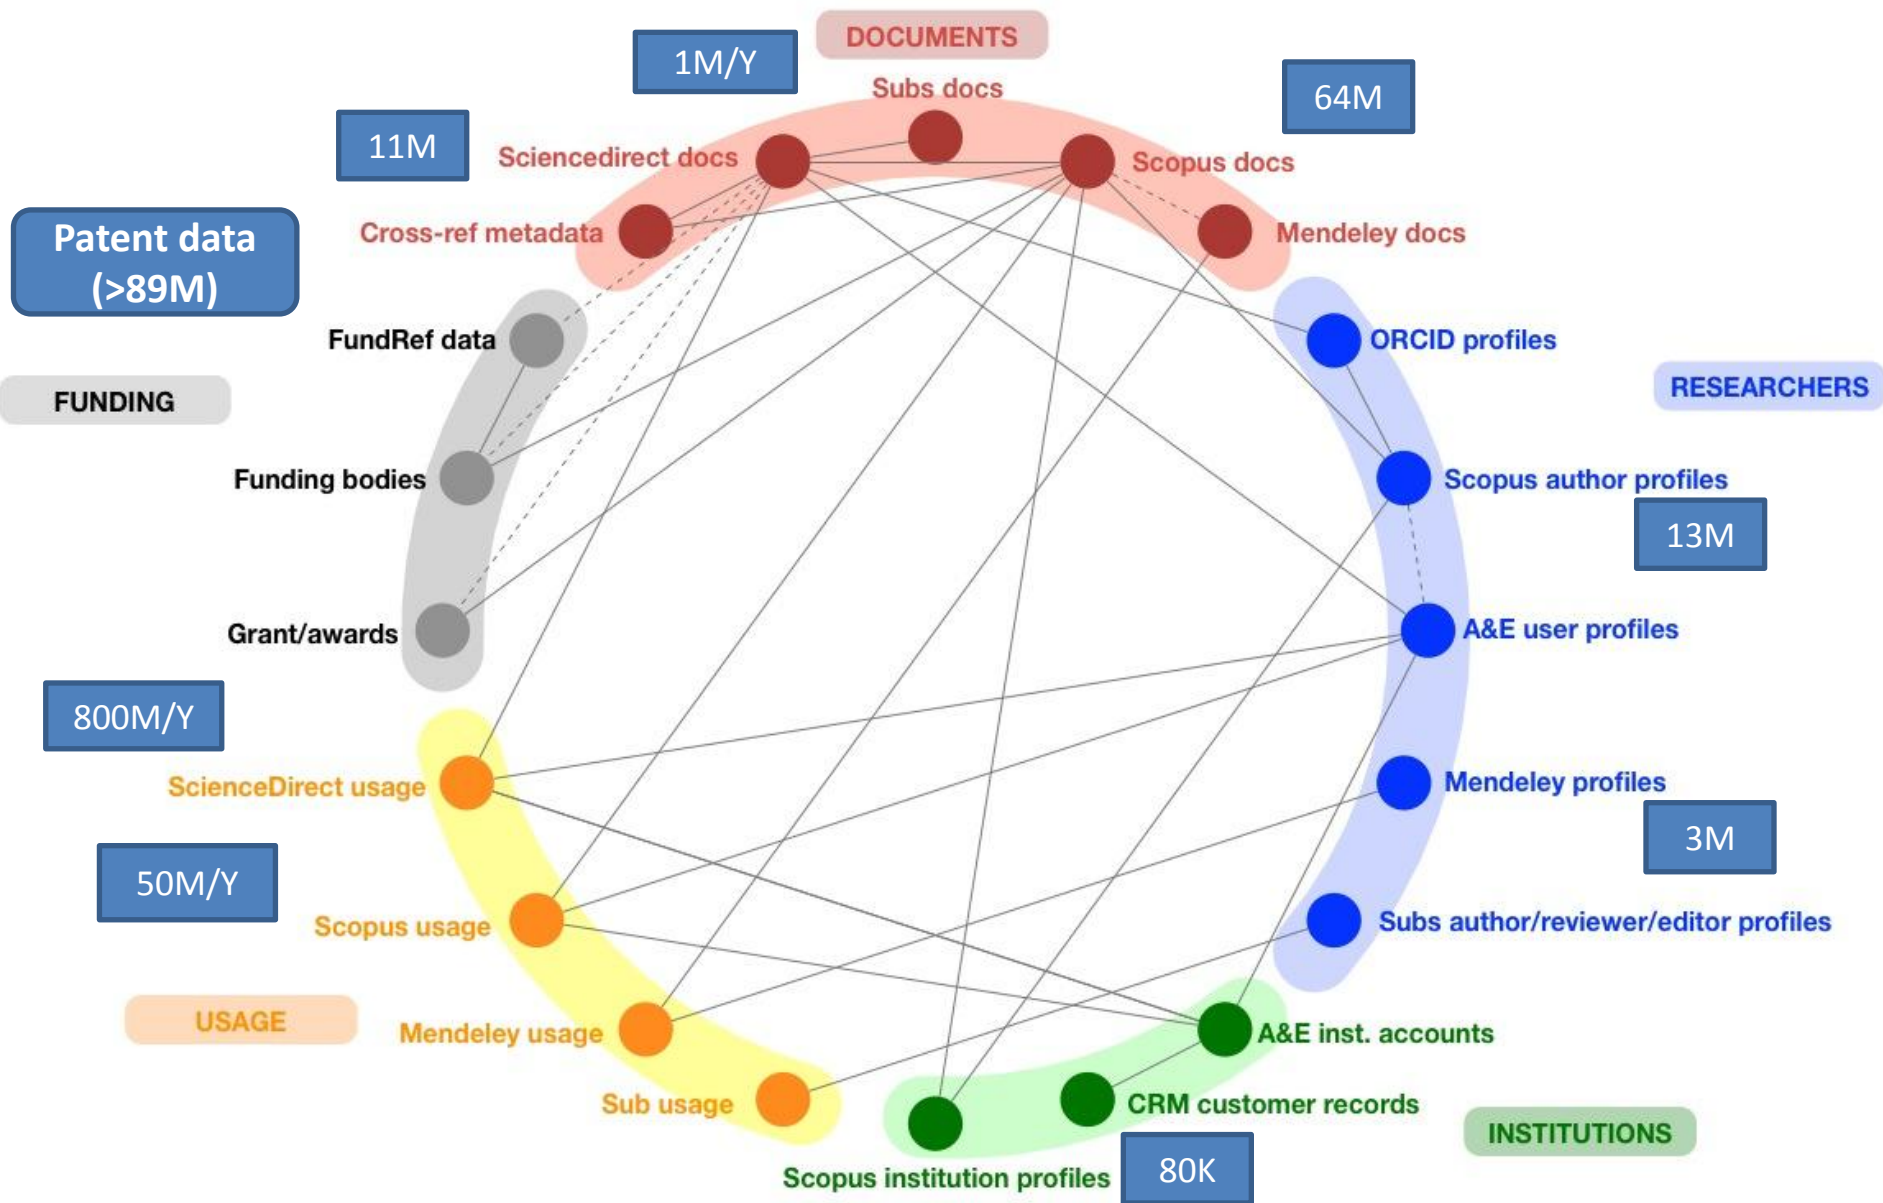 DOCUMENTS
1M/Y
Subs docs
64M
11M
Sciencedirect docs
Scopus docs
Patent data
(>89M)
Cross-ref metadata
Mendeley docs
FundRef data
ORCID profiles
FUNDING
RESEARCHERS
Funding bodies
Scopus author profiles
13M
Grant/awards
A&E user profiles
800M/Y
ScienceDirect usage
Mendeley profiles
3M
50M/Y
Scopus usage
Subs author/reviewer/editor profiles
USAGE
Mendeley usage
A&E inst. accounts
Sub usage
CRM customer records
INSTITUTIONS
Scopus institution profiles
80K